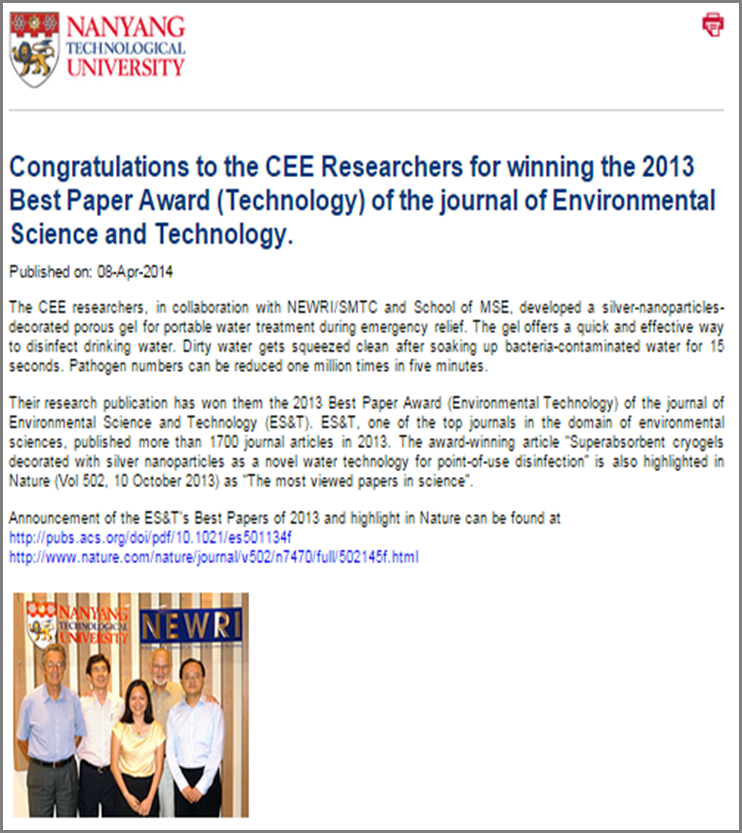 NANYANG
TECHNOLOGICAL
UNIVERSITY
Congratulations to the CEE Researchers for winning the 2013
Best Paper Award (Technology) of the journal of Environmental
Science and Technology.
Published on: 08-Apr-2014
The CEE researchers, in collaboration with NEWRI/SMTC and School of MSE, developed a silver-nanoparticles-
decorated porous gel for portable water treatment during emergency relief. The gel offers a quick and effective way
to disinfect drinking water. Dirty water gets squeezed clean after soaking up bacteria-contaminated water for 15
seconds. Pathogen numbers can be reduced one million times in five minutes.
Their research publication has won them the 2013 Best Paper Award (Environmental Technology) of the journal of
Environmental Science and Technology (ES&T). ES&T, one of the top journals in the domain of environmental
sciences, published more than 1700 journal articles in 2013. The award-winning article “Superabsorbent cryogels
decorated with silver nanoparticles as a novel water technology for point-of-use disinfection” is also highlighted in
Nature (Vol 502, 10 October 2013) as “The most viewed papers in science”.
Announcement of the ES&T's Best Papers of 2013 and highlight in Nature can be found at
http://pubs.acs.org/doi/pdf/10.1021/es501134f
http://www.nature.com/nature/journal/v502/n7470/full/502145f.html
NANYANG
TECHNOLOGICAL
UNIVERSITY
NEWRI